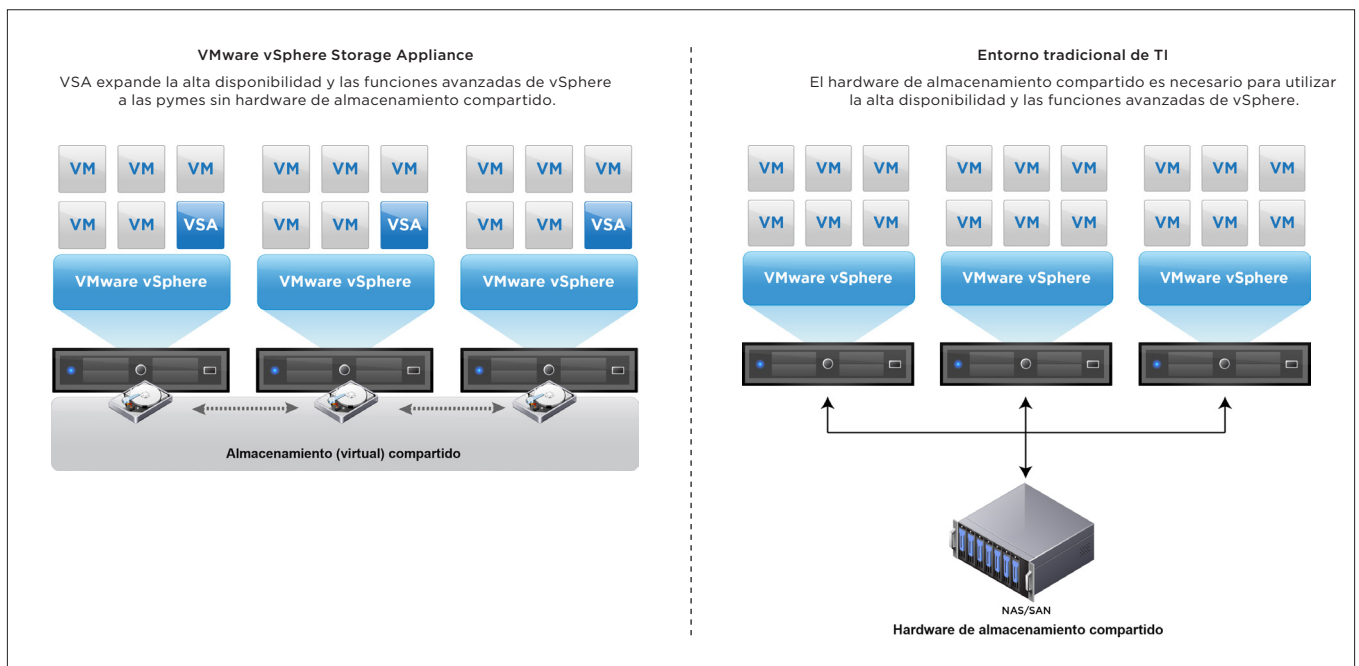 VMware vSphere Storage Appliance
VSA expande la alta disponibilidad y las funciones avanzadas de vSphere
a las pymes sin hardware de almacenamiento compartido.
VM VM VM VM VM VM VM VM VM
VM VM VSA VM VM VSA VM VM VSA
VMware vSphere VMware vSphere VMware vSphere
Almacenamiento (virtual) compartido
Entorno tradicional de TI
El hardware de almacenamiento compartido es necesario para utilizar
la alta disponibilidad y las funciones avanzadas de vSphere.
VM VM VM VM VM VM VM VM VM
VM VM VM VM VM VM VM VM VM
VMware vSphere VMware vSphere VMware vSphere
NAS/SAN
Hardware de almacenamiento compartido